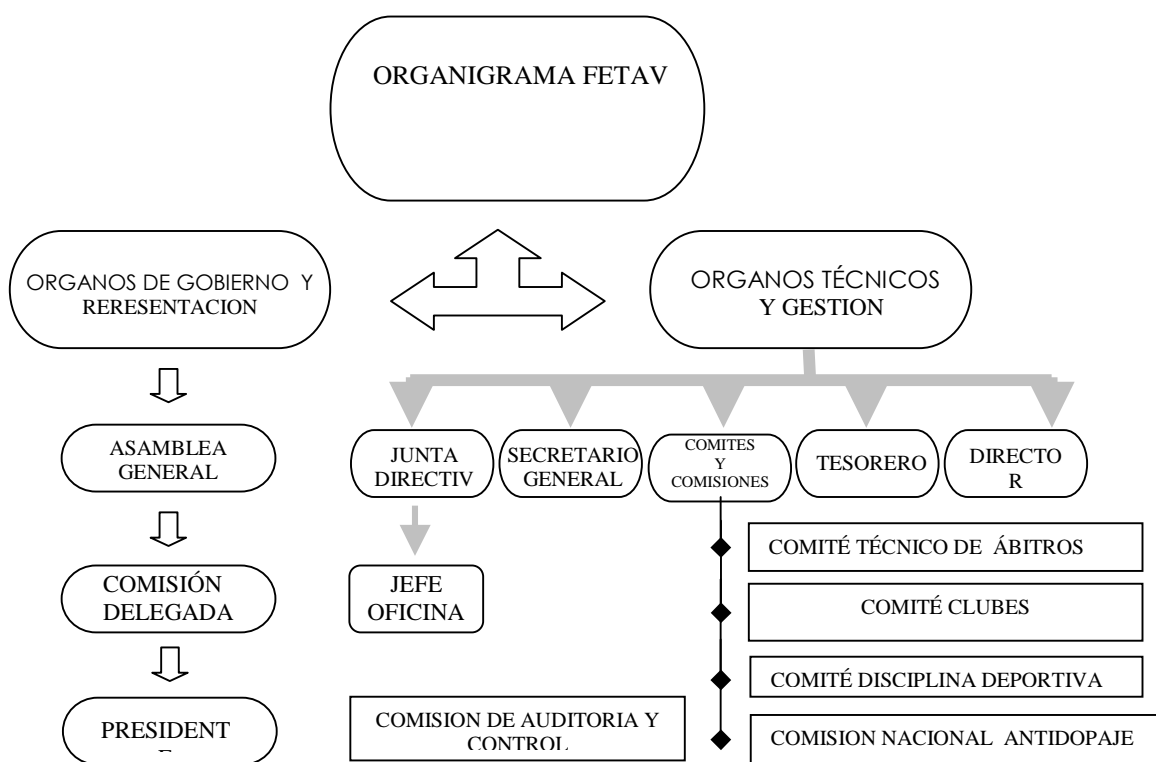 ORGANIGRAMA FETAV
ORGANOS DE GOBIERNO Y
RERESENTACION
ORGANOS TÉCNICOS
Y GESTION
ASAMBLEA
GENERAL
COMISIÓN
DELEGADA
PRESIDENT
JUNTA
DIRECTIV
JEFE
OFICINA
SECRETARIO
GENERAL
COMITES
Y
COMISIONES
TESORERO
DIRECTO
R
COMITÉ TÉCNICO DE ÁBITROS
COMITÉ CLUBES
COMITÉ DISCIPLINA DEPORTIVA
COMISION NACIONAL ANTIDOPAJE
COMISION DE AUDITORIA Y
CONTROL